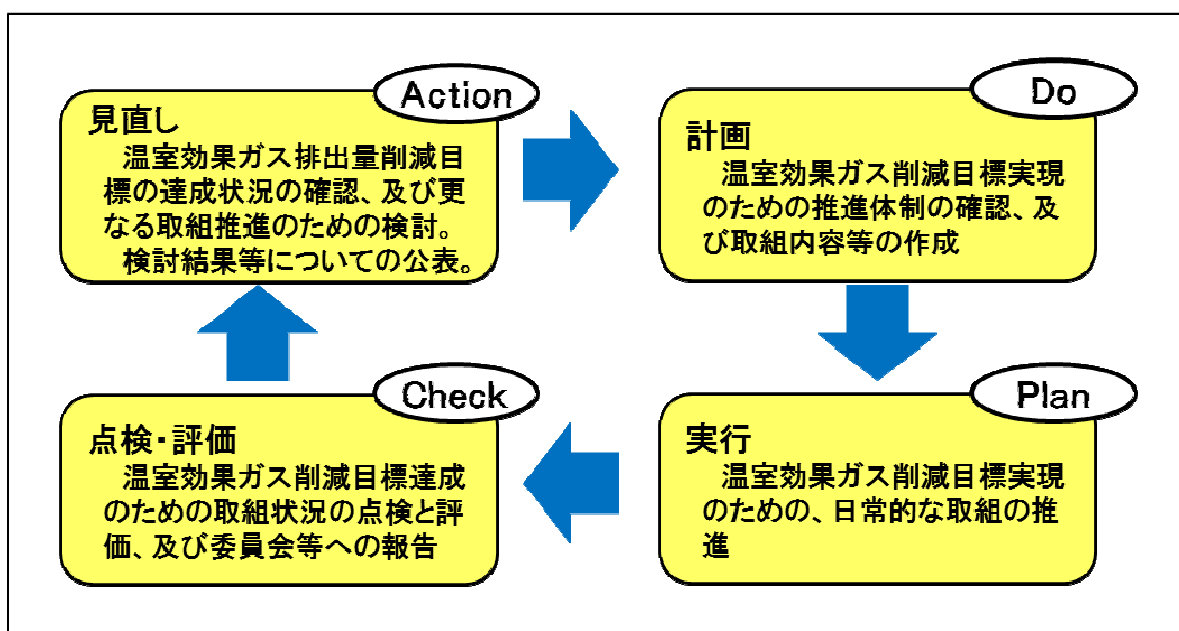 Action
見直し
温室効果ガス排出量削減目
標の達成状況の確認、及び更
なる取組推進のための検討。
検討結果等についての公表。
Do
計画
温室効果ガス削減目標実現
のための推進体制の確認、及
び取組内容等の作成
Check
点検・評価
温室効果ガス削減目標達成
のための取組状況の点検と評
価、及び委員会等への報告
Plan
実行
温室効果ガス削減目標実現
のための、日常的な取組の推
進